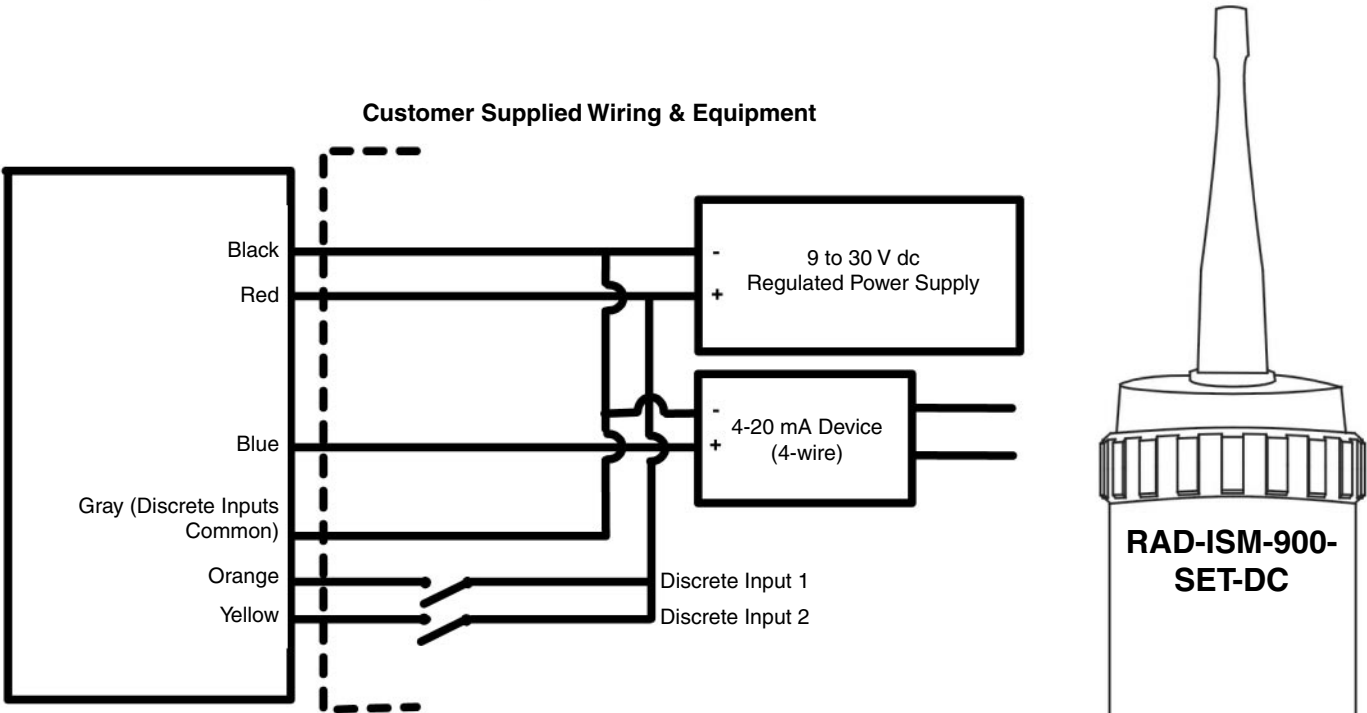 Customer Supplied Wiring & Equipment
Black
Red
-
+
9 to 30 V dc
Regulated Power Supply
Blue
-
+
4-20 mA Device
(4-wire)
Gray (Discrete Inputs
Common)
Orange
Yellow
Discrete Input 1
Discrete Input 2
RAD-ISM-900-
SET-DC